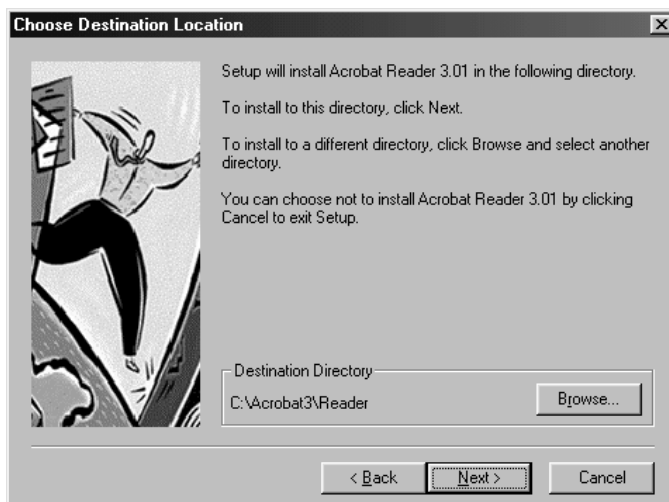 Choose Destination Location
Setup will install Acrobat Reader 3.01 in the following directory.
To install to this directory, click Next.
To install to a different directory, click Browse and select another
directory.
You can choose not to install Acrobat Reader 3.01 by clicking
Cancel to exit Setup.
Destination Directory
C:\Acrobat3\Reader
Browse...
< Back
Next >
Cancel